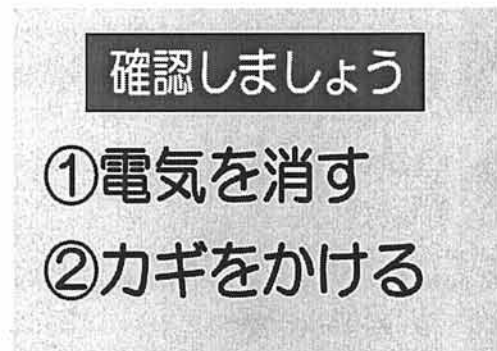 確認しましょう
①電気を消す
②カギをかける